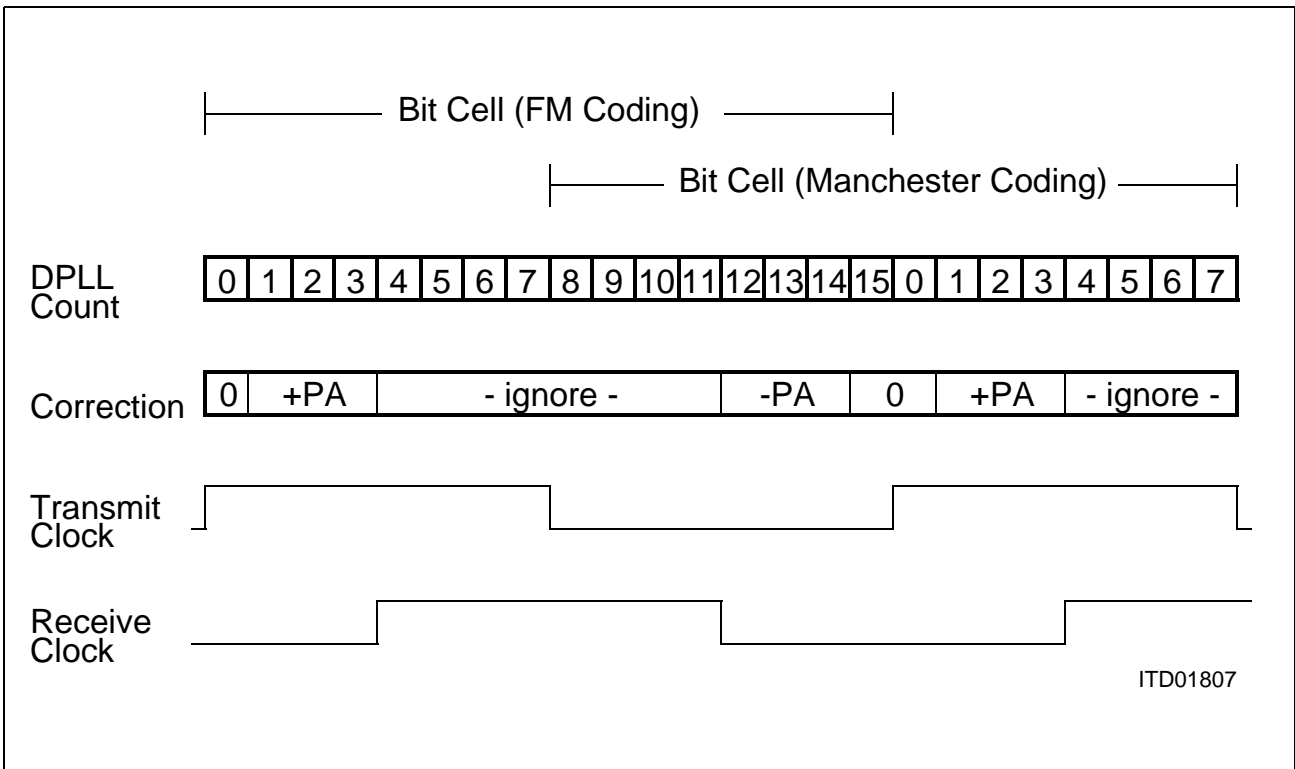 Bit Cell (FM Coding)
Bit Cell (Manchester Coding)
DPLL
Count
0 1 2 3 4 5 6 7 8 9 10 11 12 13 14 15 0 1 2 3 4 5 6 7
Correction
0 +PA - ignore - -PA 0 +PA - ignore -
Transmit
Clock
Receive
Clock
ITD01807